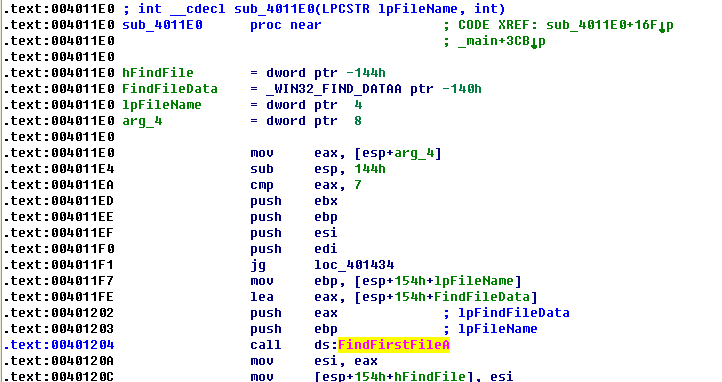 .text:004011E0 ; int __cdecl sub_4011E0(LPCSTR lpFileName, int)
.text:004011E0 sub_4011E0      proc near               ; CODE XREF: sub_4011E0+16F↓p
.text:004011E0                                         ; _main+3CB↓p
.text:004011E0
.text:004011E0 hFindFile       = dword ptr -144h
.text:004011E0 FindFileData    = _WIN32_FIND_DATAA ptr -140h
.text:004011E0 lpFileName      = dword ptr  4
.text:004011E0 arg_4           = dword ptr  8
.text:004011E0
.text:004011E0                 mov     eax, [esp+arg_4]
.text:004011E4                 sub     esp, 144h
.text:004011EA                 cmp     eax, 7
.text:004011ED                 push    ebx
.text:004011EE                 push    ebp
.text:004011EF                 push    esi
.text:004011F0                 push    edi
.text:004011F1                 jg      loc_401434
.text:004011F7                 mov     ebp, [esp+154h+lpFileName]
.text:004011FE                 lea     eax, [esp+154h+FindFileData]
.text:00401202                 push    eax             ; lpFindFileData
.text:00401203                 push    ebp             ; lpFileName
.text:00401204                 call    ds:FindFirstFileA
.text:0040120A                 mov     esi, eax
.text:0040120C                 mov     [esp+154h+hFindFile], esi